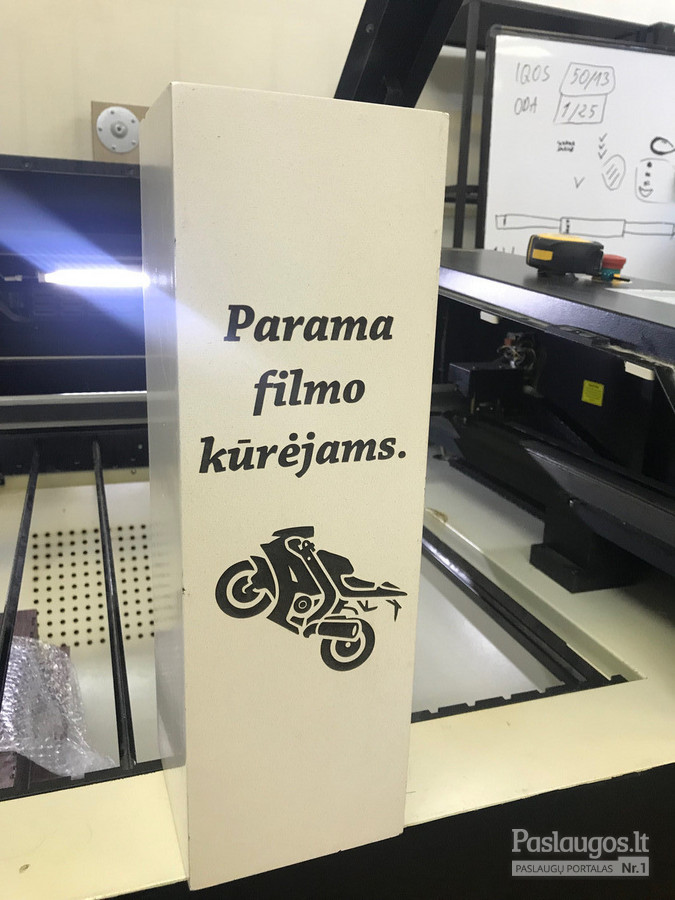 IQOS 50/13
ODA 1/25
Parama
filmo
kūrėjams.
Paslaugos.lt
PASLAUGŲ PORTALAS Nr.1